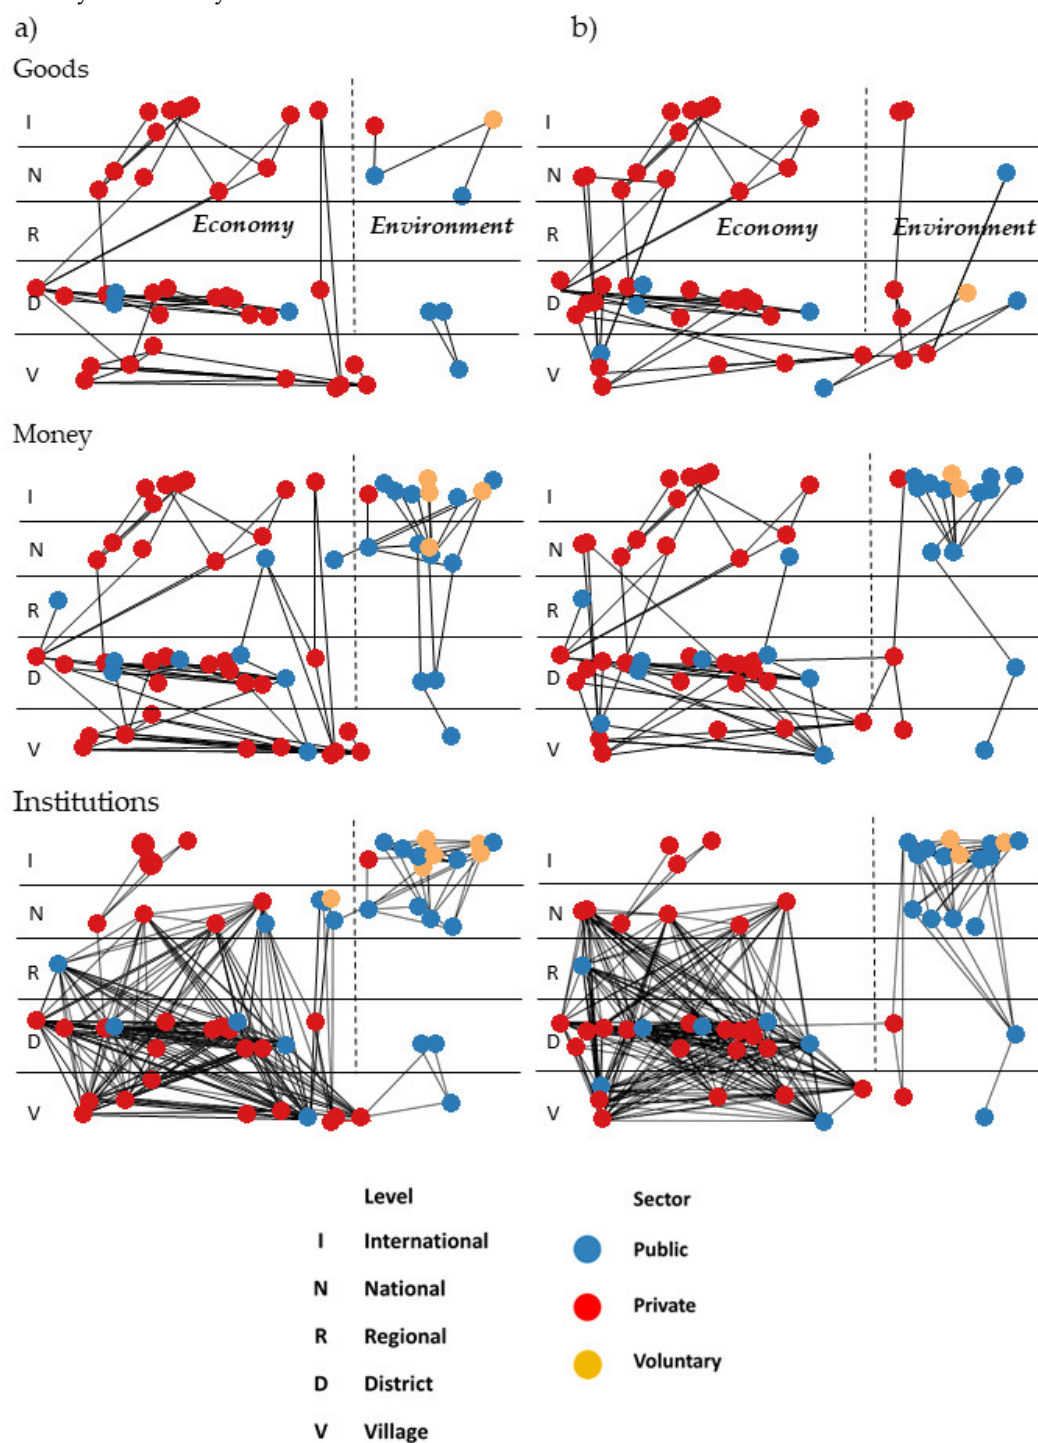 a) b)
Goods
I I
N N
R Economy Environment R Economy Environment
D D
V V
Money
I I
N N
R R
D D
V V
Institutions
I I
N N
R R
D D
V V
Level Sector
I International Public
N National
R Regional Private
D District Voluntary
V Village